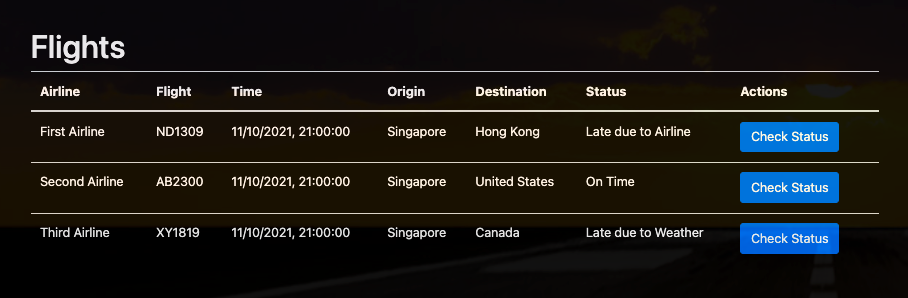 Flights
Airline Flight Time Origin Destination Status Actions
First Airline ND1309 11/10/2021, 21:00:00 Singapore Hong Kong Late due to Airline Check Status
Second Airline AB2300 11/10/2021, 21:00:00 Singapore United States On Time Check Status
Third Airline XY1819 11/10/2021, 21:00:00 Singapore Canada Late due to Weather Check Status